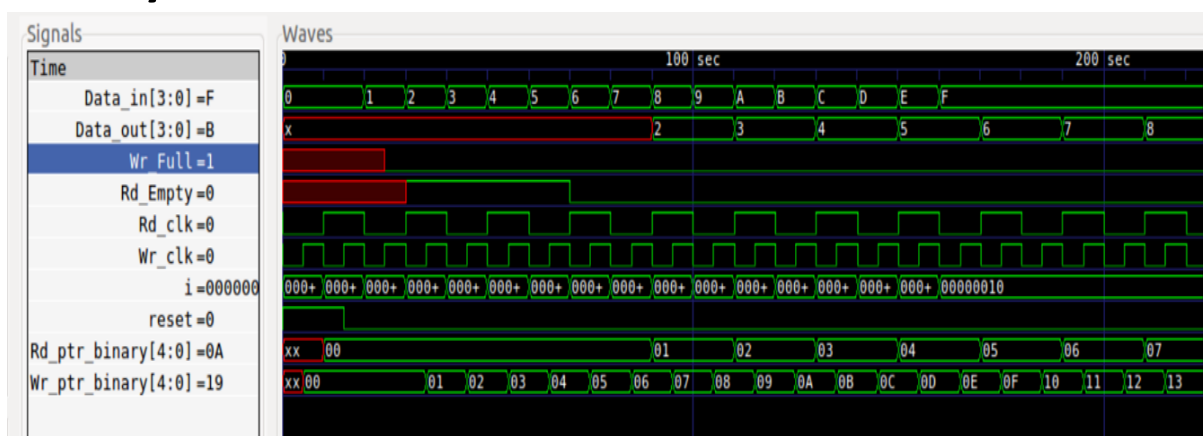 Signals Waves
Time 0 100 sec 200 sec
Data_in[3:0] =F 0 1 2 3 4 5 6 7 8 9 A B C D E F
Data_out[3:0] =B x 2 3 4 5 6 7 8
Wr_Full =1
Rd_Empty =0
Rd_clk =0
Wr_clk =0
i =000000 000+ 000+ 000+ 000+ 000+ 000+ 000+ 000+ 000+ 000+ 000+ 000+ 000+ 000+ 000+ 000+ 00000010
reset =0
Rd_ptr_binary[4:0] =0A xx 00 01 02 03 04 05 06 07
Wr_ptr_binary[4:0] =19 xx 00 01 02 03 04 05 06 07 08 09 0A 0B 0C 0D 0E 0F 10 11 12 13